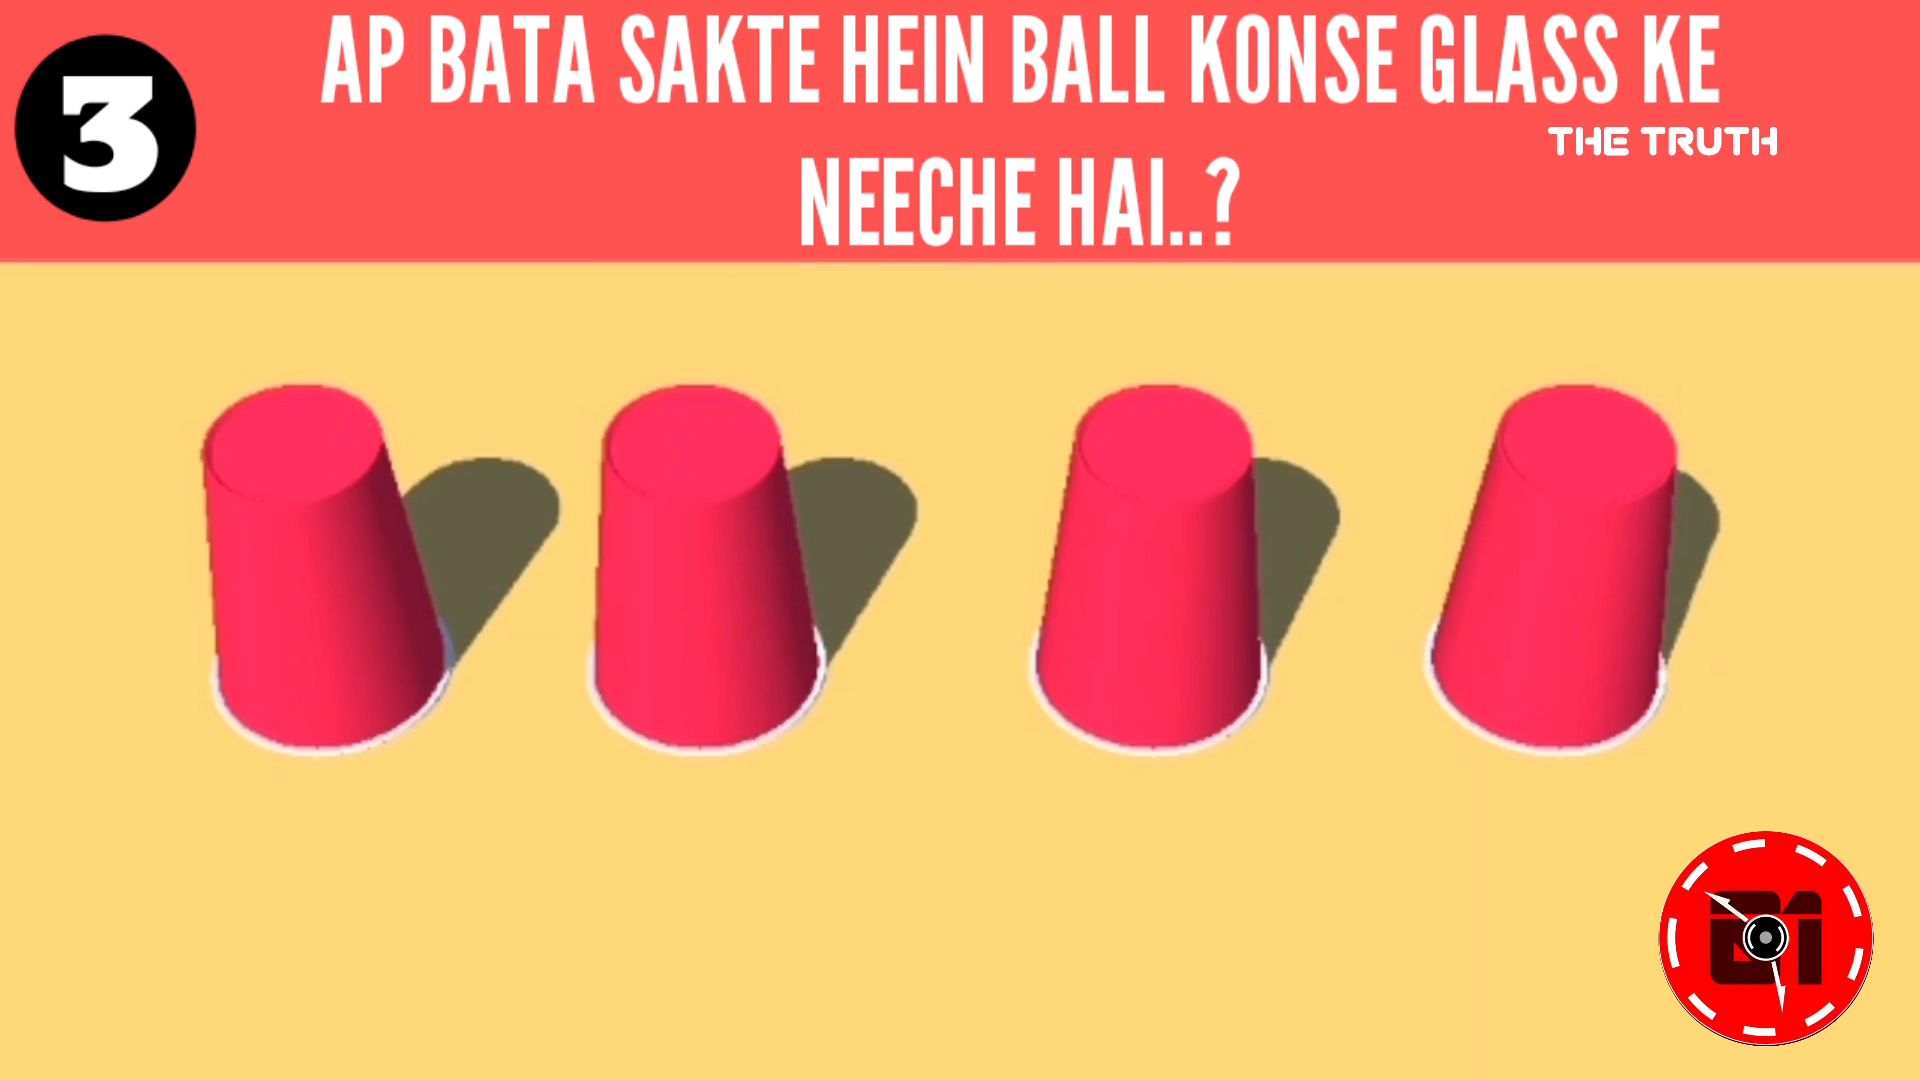 3
AP BATA SAKTE HEIN BALL KONSE GLASS KE
THE TRUTH
NEECHE HAI..?